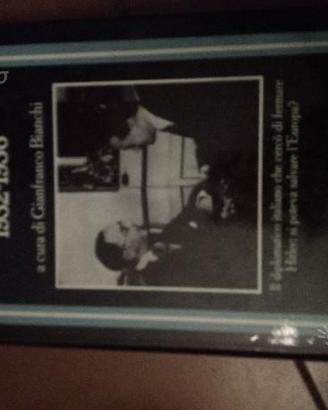 1932-1936
a cura di Gianfranco Bianchi
Il diplomatico italiano che cercò di fermare
Hitler: si poteva salvare l'Europa?